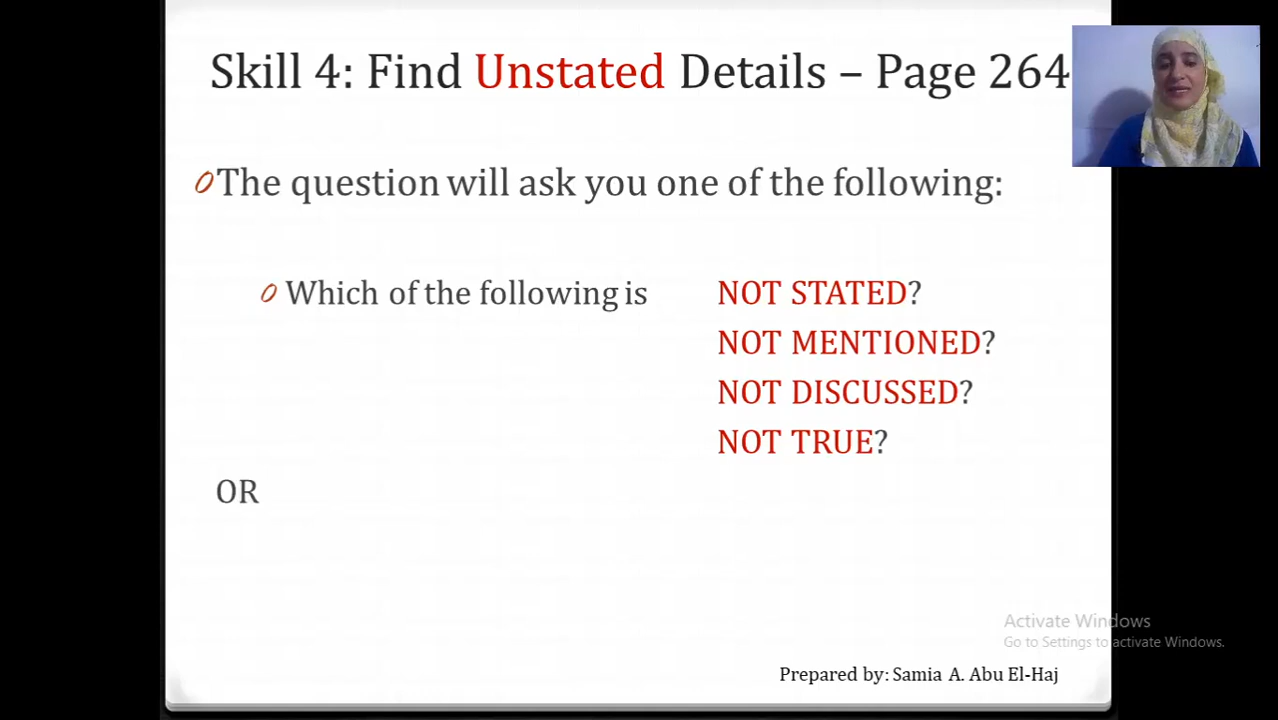 Skill 4: Find Unstated Details – Page 264
The question will ask you one of the following:
Which of the following is NOT STATED?
NOT MENTIONED?
NOT DISCUSSED?
NOT TRUE?
OR
Activate Windows
Go to Settings to activate Windows.
Prepared by: Samia A. Abu El-Haj